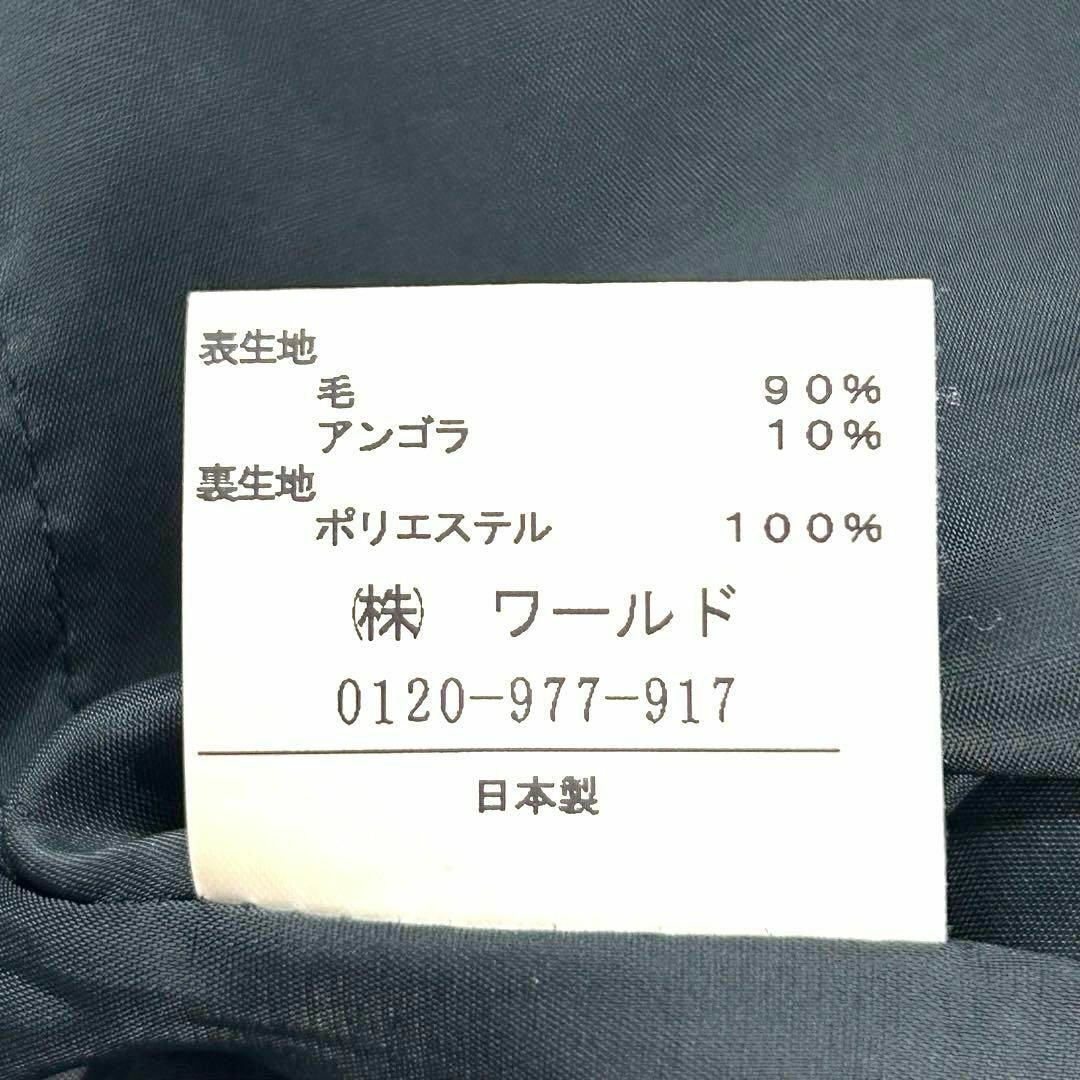 表生地
毛 90%
アンゴラ 10%
裏生地
ポリエステル 100%
㈱ ワールド
0120-977-917
日本製